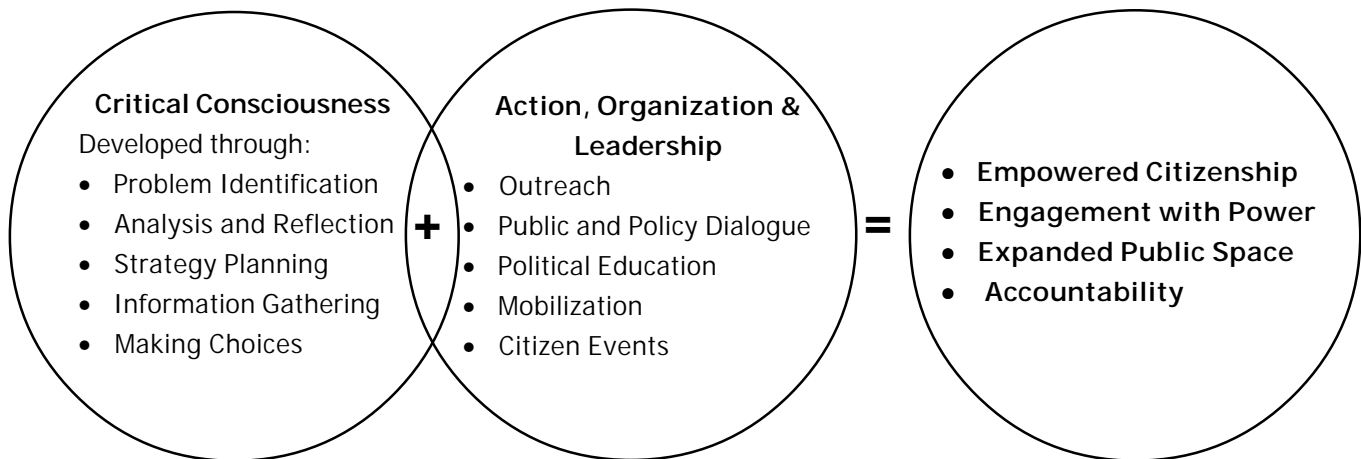 Critical Consciousness
Developed through:
• Problem Identification
• Analysis and Reflection
• Strategy Planning
• Information Gathering
• Making Choices
+
Action, Organization &
Leadership
• Outreach
• Public and Policy Dialogue
• Political Education
• Mobilization
• Citizen Events
=
• Empowered Citizenship
• Engagement with Power
• Expanded Public Space
• Accountability